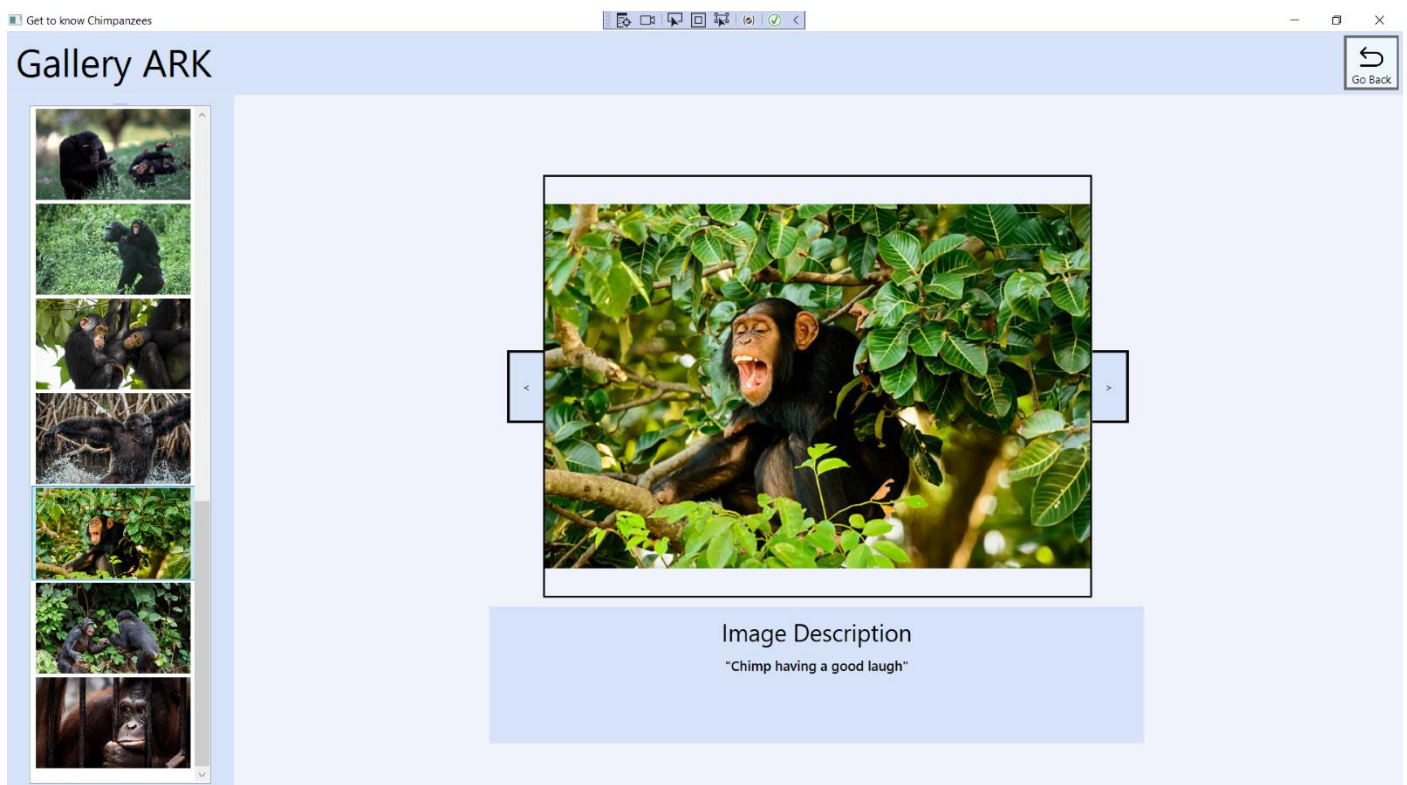 Get to know Chimpanzees
Gallery ARK
Go Back
<
>
Image Description
"Chimp having a good laugh"